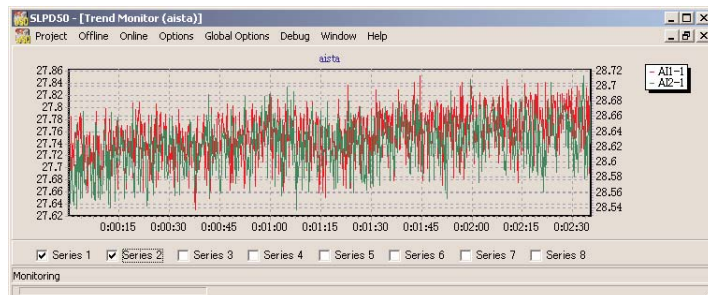 SLPD50 - [Trend Monitor (aista)]
Project Offline Online Options Global Options Debug Window Help
aista
27.86
27.84
27.82
27.8
27.78
27.76
27.74
27.72
27.7
27.68
27.66
27.64
27.62
28.72
28.7
28.68
28.66
28.64
28.62
28.6
28.58
28.56
28.54
AI1-1
AI2-1
0:00:15 0:00:30 0:00:45 0:01:00 0:01:15 0:01:30 0:01:45 0:02:00 0:02:15 0:02:30
Series 1 Series 2 Series 3 Series 4 Series 5 Series 6 Series 7 Series 8
Monitoring